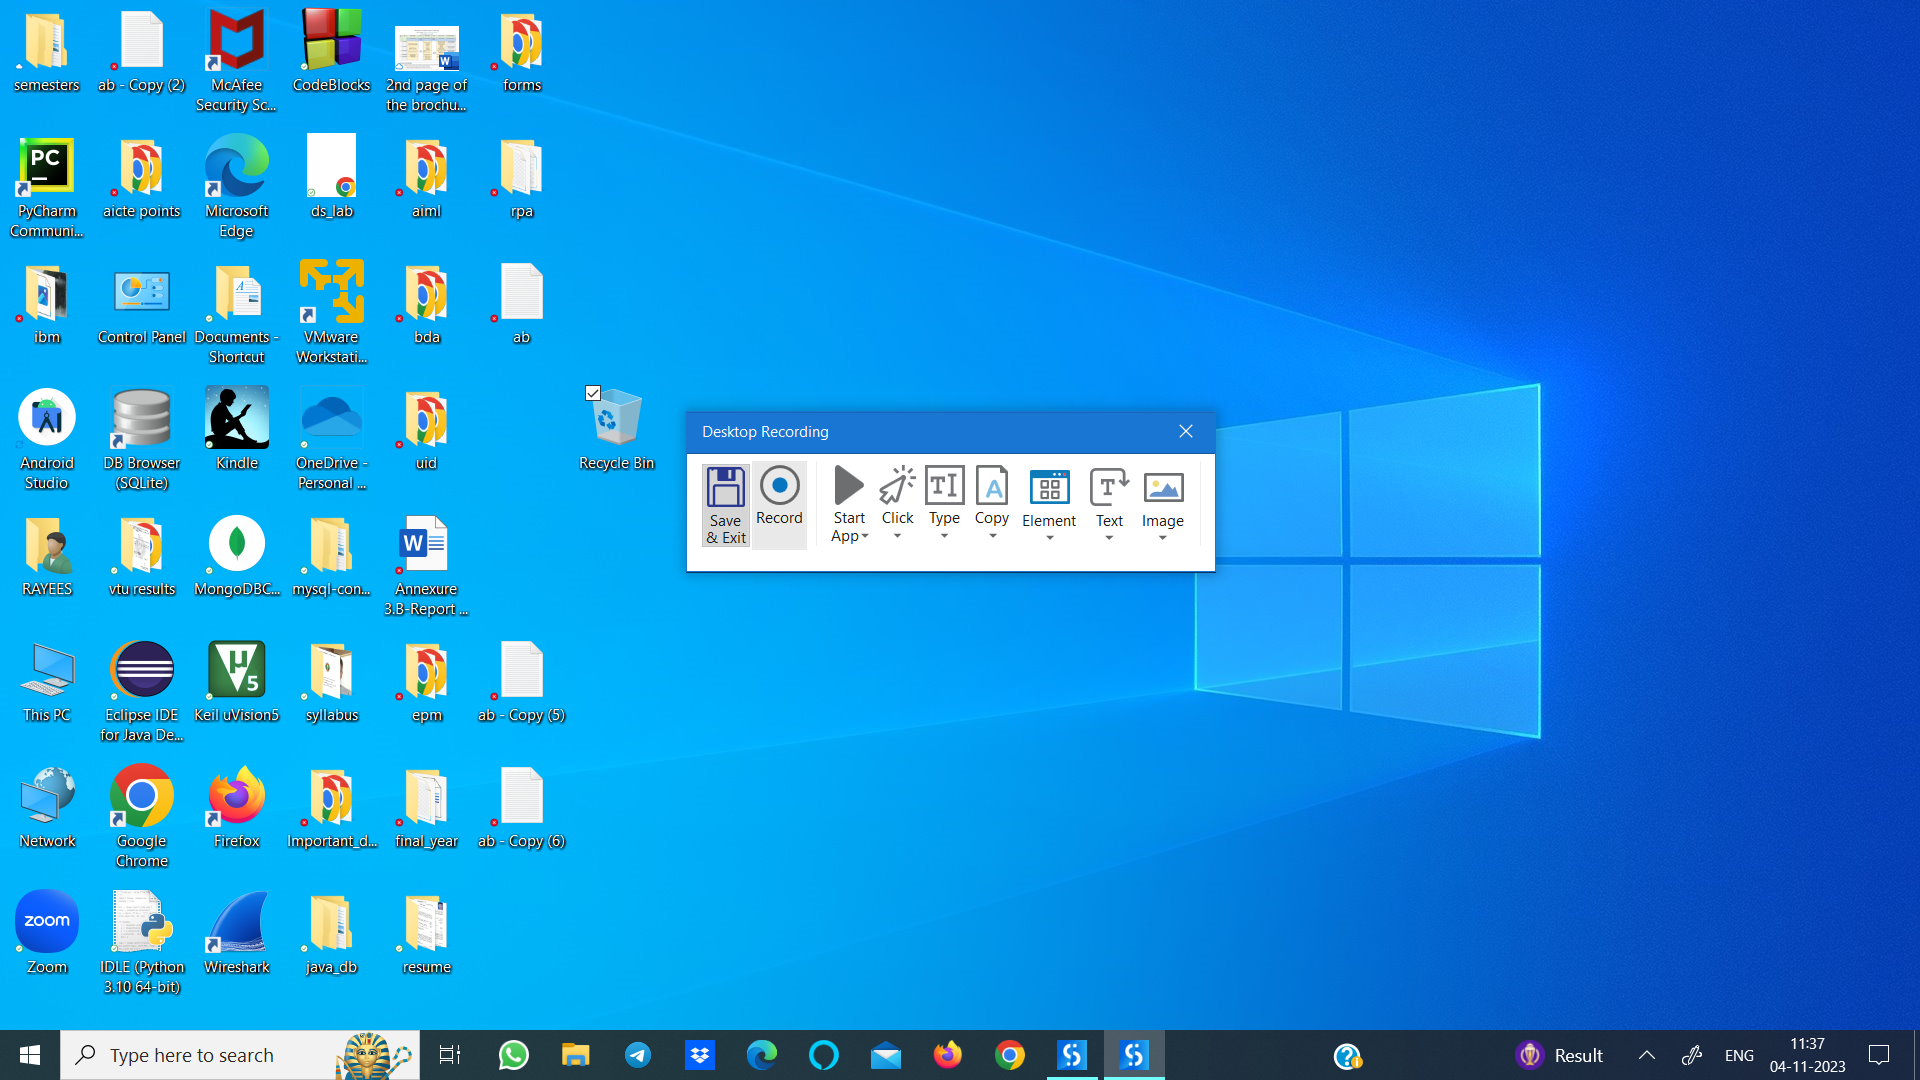 semesters
ab - Copy (2)
McAfee
Security Sc...
CodeBlocks
2nd page of
the brochu...
forms
PC
PyCharm
Communi...
aicte points
Microsoft
Edge
ds_lab
aiml
rpa
ibm
Control Panel
Documents -
Shortcut
VMware
Workstati...
bda
ab
Android
Studio
DB Browser
(SQLite)
Kindle
OneDrive -
Personal ...
uid
Recycle Bin
Desktop Recording
Save
& Exit
Record
Start
App
Click
Type
Copy
Element
Text
Image
RAYEES
vtu results
MongoDBC...
mysql-con...
Annexure
3.B-Report ...
This PC
Eclipse IDE
for Java De...
Keil uVision5
syllabus
epm
ab - Copy (5)
Network
Google
Chrome
Firefox
Important_d...
final_year
ab - Copy (6)
zoom
Zoom
IDLE (Python
3.10 64-bit)
Wireshark
java_db
resume
Type here to search
Result
ENG
11:37
04-11-2023